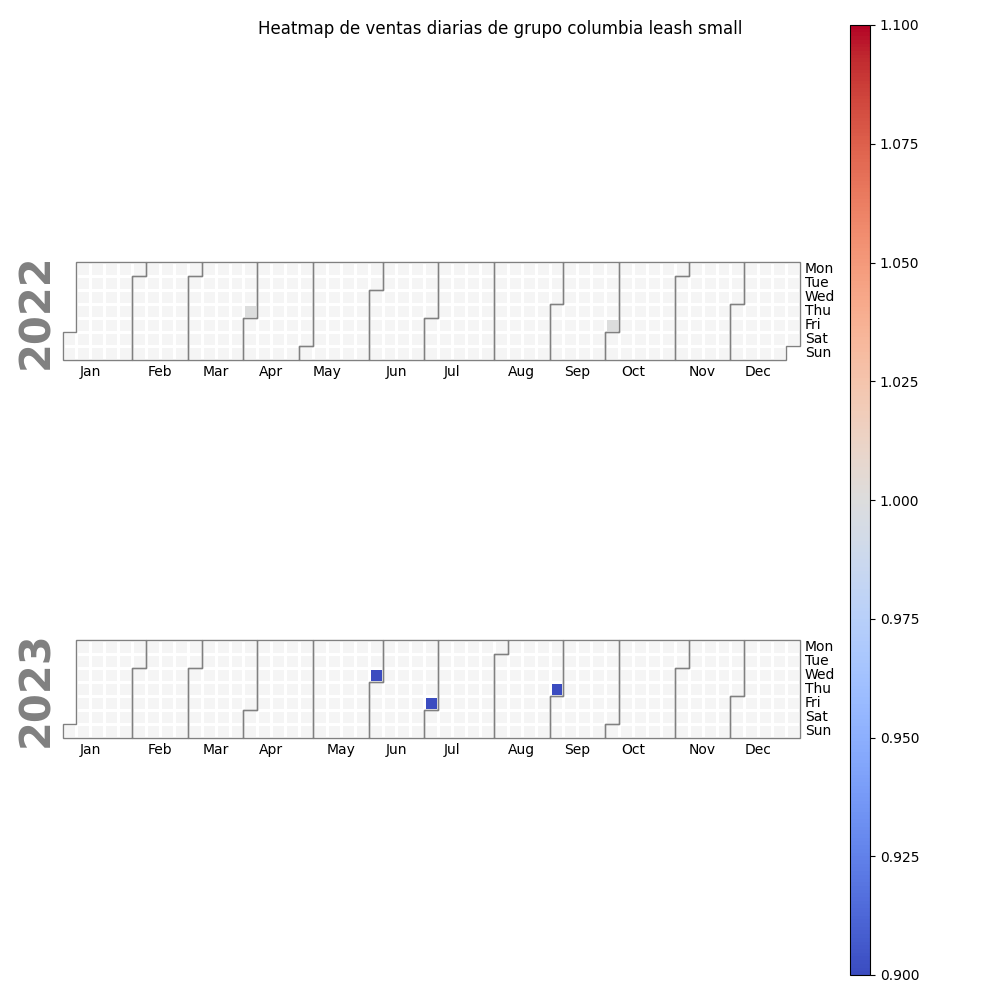 Heatmap de ventas diarias de grupo columbia leash small
2022
Mon
Tue
Wed
Thu
Fri
Sat
Sun
Jan Feb Mar Apr May Jun Jul Aug Sep Oct Nov Dec
2023
Mon
Tue
Wed
Thu
Fri
Sat
Sun
Jan Feb Mar Apr May Jun Jul Aug Sep Oct Nov Dec
1.100
1.075
1.050
1.025
1.000
0.975
0.950
0.925
0.900